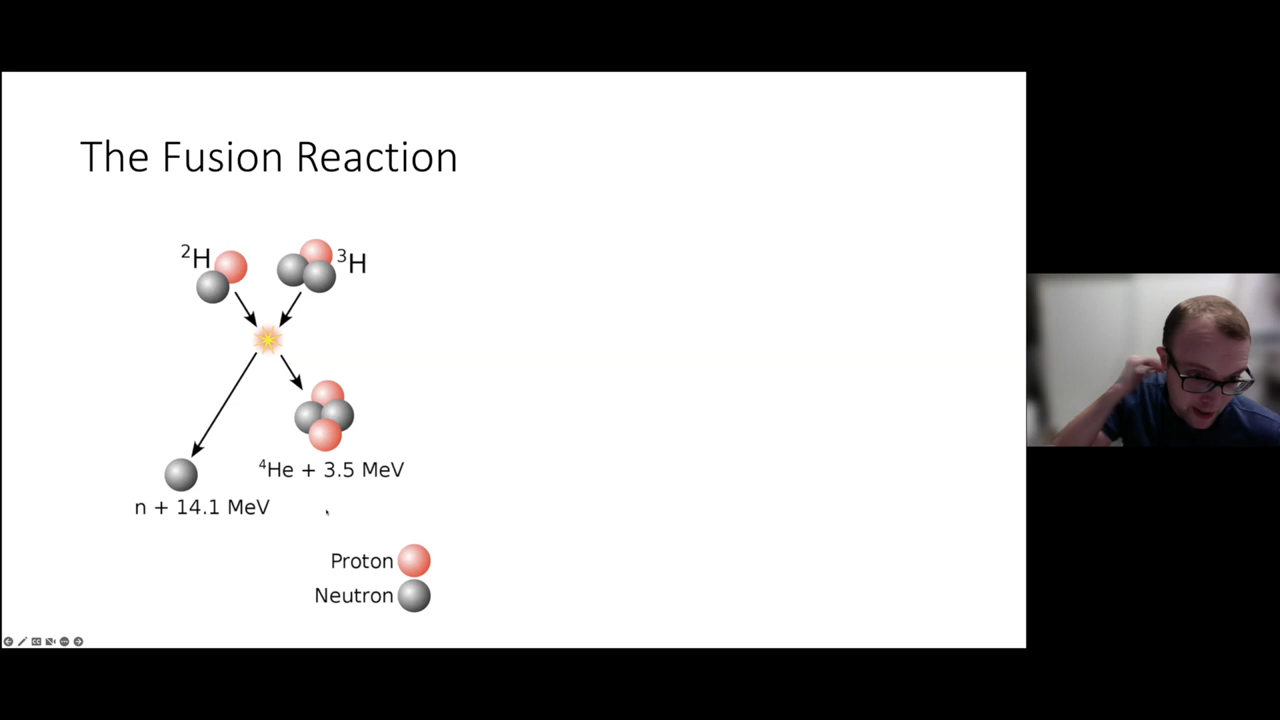 The Fusion Reaction
²H
³H
⁴He + 3.5 MeV
n + 14.1 MeV
Proton
Neutron